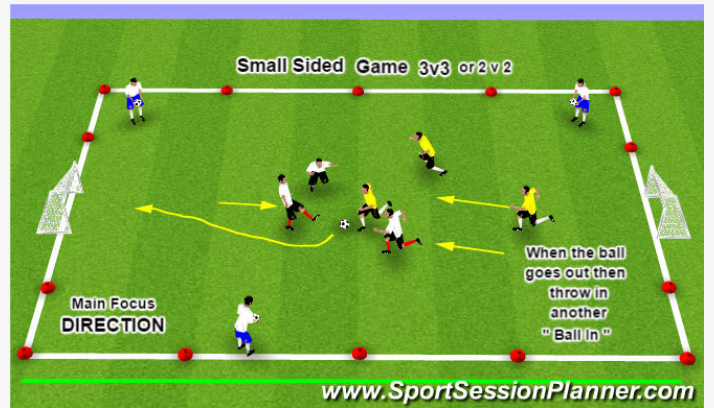 Small Sided Game 3v3 or 2 v 2
When the ball
goes out then
throw in
another
" Ball In "
Main Focus
DIRECTION
www.SportSessionPlanner.com